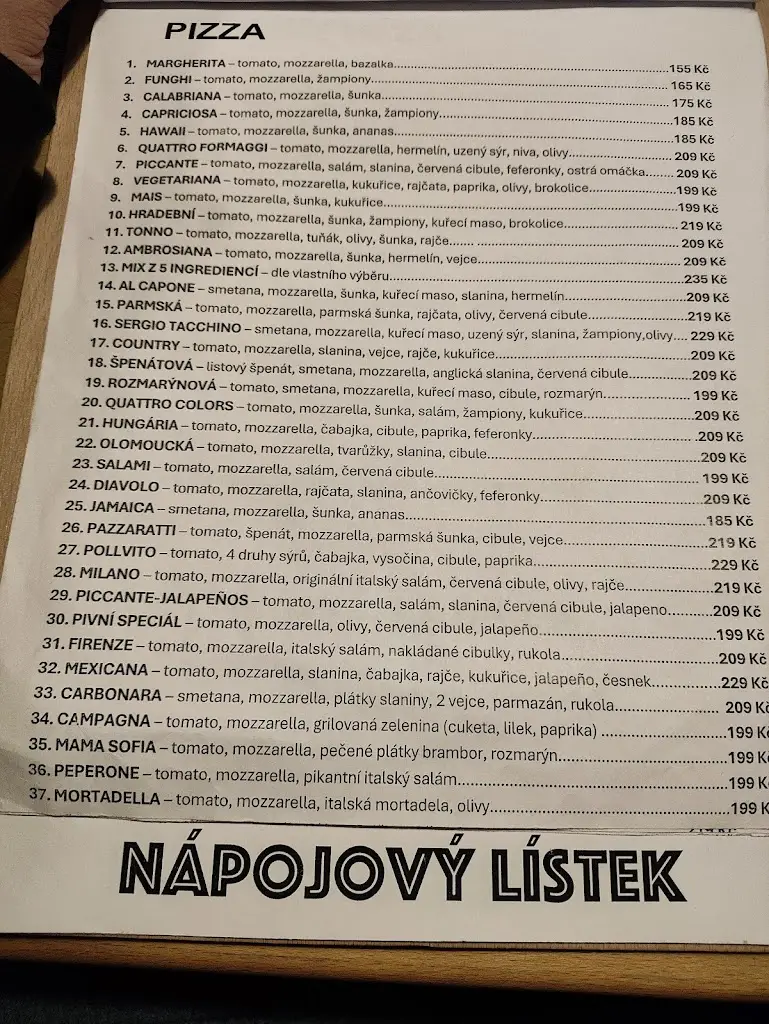 PIZZA
1. MARGHERITA – tomato, mozzarella, bazalka...155 Kč
2. FUNGHI – tomato, mozzarella, žampiony...165 Kč
3. CALABRIANA – tomato, mozzarella, šunka...175 Kč
4. CAPRICIOSA – tomato, mozzarella, šunka, žampiony...185 Kč
5. HAWAII – tomato, mozzarella, šunka, ananas...185 Kč
6. QUATTRO FORMAGGI – tomato, mozzarella, hermelín, uzený sýr, niva, olivy...209 Kč
7. PICCANTE – tomato, mozzarella, salám, slanina, červená cibule, feferonky, ostrá omáčka...209 Kč
8. VEGETARIANA – tomato, mozzarella, kukuřice, rajčata, paprika, olivy, brokolice...199 Kč
9. MAIS – tomato, mozzarella, šunka, kukuřice...199 Kč
10. HRADEBNÍ – tomato, mozzarella, šunka, žampiony, kuřecí maso, brokolice...219 Kč
11. TONNO – tomato, mozzarella, tuňák, olivy, šunka, rajče...209 Kč
12. AMBROSIANA – tomato, mozzarella, šunka, hermelín, vejce...209 Kč
13. MIX Z 5 INGREDIENCÍ – dle vlastního výběru...235 Kč
14. AL CAPONE – smetana, mozzarella, šunka, kuřecí maso, slanina, hermelín...209 Kč
15. PARMSKÁ – tomato, mozzarella, parmská šunka, rajčata, olivy, červená cibule...219 Kč
16. SERGIO TACCHINO – smetana, mozzarella, kuřecí maso, uzený sýr, slanina, žampiony,olivy...229 Kč
17. COUNTRY – tomato, mozzarella, slanina, vejce, rajče, kukuřice...209 Kč
18. ŠPENÁTOVÁ – listový špenát, smetana, mozzarella, anglická slanina, červená cibule...209 Kč
19. ROZMARÝNOVÁ – tomato, smetana, mozzarella, kuřecí maso, cibule, rozmarýn...199 Kč
20. QUATTRO COLORS – tomato, mozzarella, šunka, salám, žampiony, kukuřice...209 Kč
21. HUNGÁRIA – tomato, mozzarella, čabajka, cibule, paprika, feferonky...209 Kč
22. OLOMOUCKÁ – tomato, mozzarella, tvarůžky, slanina, cibule...209 Kč
23. SALAMI – tomato, mozzarella, salám, červená cibule...199 Kč
24. DIAVOLO – tomato, mozzarella, rajčata, slanina, ančovičky, feferonky...209 Kč
25. JAMAICA – smetana, mozzarella, šunka, ananas...185 Kč
26. PAZZARATTI – tomato, špenát, mozzarella, parmská šunka, cibule, vejce...219 Kč
27. POLLVITO – tomato, 4 druhy sýrů, čabajka, vysočina, cibule, paprika...229 Kč
28. MILANO – tomato, mozzarella, originální italský salám, červená cibule, olivy, rajče...219 Kč
29. PICCANTE-JALAPEÑOS – tomato, mozzarella, salám, slanina, červená cibule, jalapeno...209 Kč
30. PIVNÍ SPECIÁL – tomato, mozzarella, olivy, červená cibule, jalapeño...199 Kč
31. FIRENZE – tomato, mozzarella, italský salám, nakládané cibulky, rukola...209 Kč
32. MEXICANA – tomato, mozzarella, slanina, čabajka, rajče, kukuřice, jalapeño, česnek...229 Kč
33. CARBONARA – smetana, mozzarella, plátky slaniny, 2 vejce, parmazán, rukola...209 Kč
34. CAMPAGNA – tomato, mozzarella, grilovaná zelenina (cuketa, lilek, paprika) ...199 Kč
35. MAMA SOFIA – tomato, mozzarella, pečené plátky brambor, rozmarýn...199 K
36. PEPERONE – tomato, mozzarella, pikantní italský salám...199 K
37. MORTADELLA – tomato, mozzarella, italská mortadela, olivy...199 K
NÁPOJOVÝ LÍSTEK